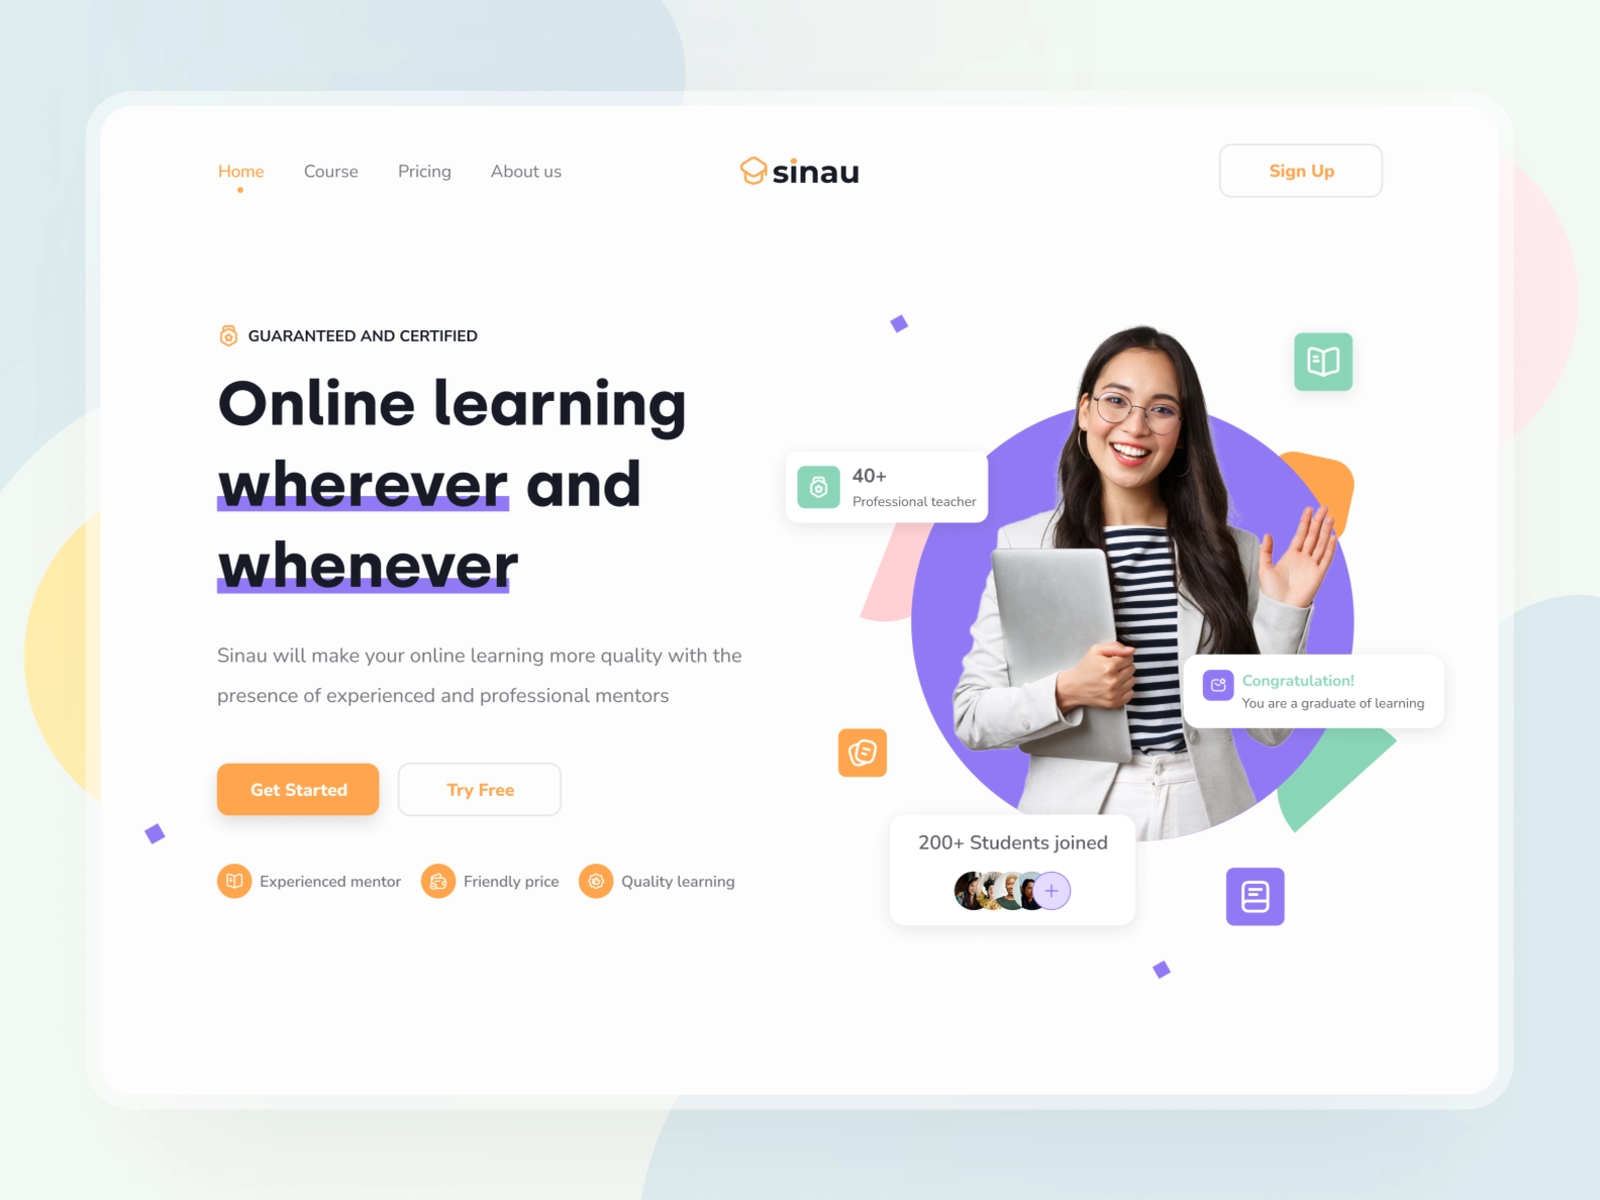 Home Course Pricing About us sinau Sign Up
GUARANTEED AND CERTIFIED
Online learning
wherever and
whenever
Sinau will make your online learning more quality with the
presence of experienced and professional mentors
Get Started Try Free
Experienced mentor Friendly price Quality learning
40+
Professional teacher
Congratulation!
You are a graduate of learning
200+ Students joined